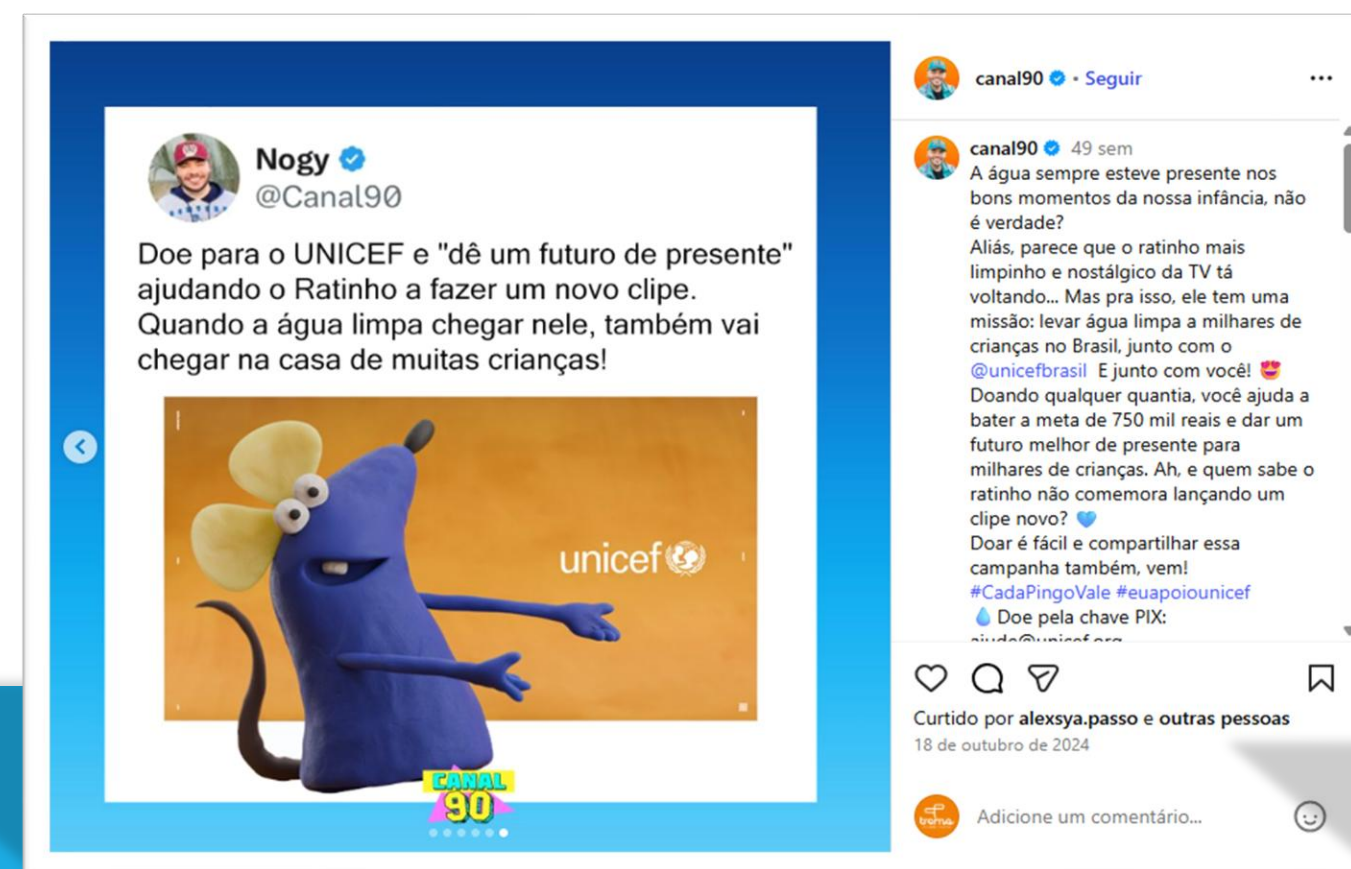 Nogy
@Canal90
Doe para o UNICEF e "dê um futuro de presente"
ajudando o Ratinho a fazer um novo clipe.
Quando a água limpa chegar nele, também vai
chegar na casa de muitas crianças!
unicef
CANAL
90
canal90 • Seguir
canal90 49 sem
A água sempre esteve presente nos
bons momentos da nossa infância, não
é verdade?
Aliás, parece que o ratinho mais
limpinho e nostálgico da TV tá
voltando... Mas pra isso, ele tem uma
missão: levar água limpa a milhares de
crianças no Brasil, junto com o
@unicefbrasil E junto com você! 😍
Doando qualquer quantia, você ajuda a
bater a meta de 750 mil reais e dar um
futuro melhor de presente para
milhares de crianças. Ah, e quem sabe o
ratinho não comemora lançando um
clipe novo? 🩵
Doar é fácil e compartilhar essa
campanha também, vem!
#CadaPingoVale #euapoiounicef
💧 Doe pela chave PIX:
Curtido por alexsya.passo e outras pessoas
18 de outubro de 2024
trema
Adicione um comentário...